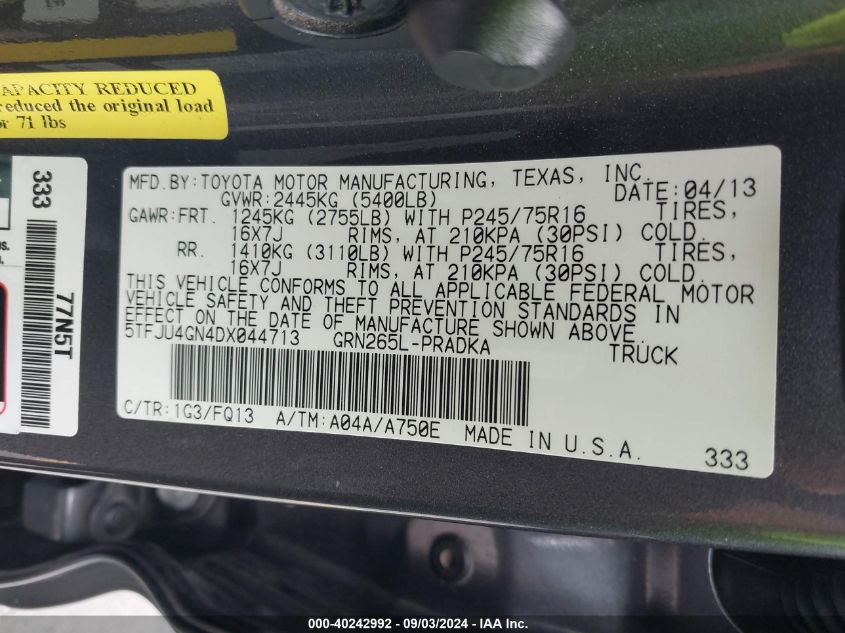 APACITY REDUCED
reduced the original load
or 71 lbs
333
77N5T
MFD.BY:TOYOTA MOTOR MANUFACTURING, TEXAS, INC.
GVWR:2445KG (5400LB) DATE:04/13
GAWR:FRT. 1245KG (2755LB) WITH P245/75R16 TIRES,
16X7J RIMS, AT 210KPA (30PSI) COLD.
RR. 1410KG (3110LB) WITH P245/75R16 TIRES,
16X7J RIMS, AT 210KPA (30PSI) COLD.
THIS VEHICLE CONFORMS TO ALL APPLICABLE FEDERAL MOTOR
VEHICLE SAFETY AND THEFT PREVENTION STANDARDS IN
EFFECT ON THE DATE OF MANUFACTURE SHOWN ABOVE.
5TFJU4GN4DX044713 GRN265L-PRADKA TRUCK
C/TR:1G3/FQ13 A/TM:A04A/A750E MADE IN U.S.A.
333
000-40242992 - 09/03/2024 - IAA Inc.